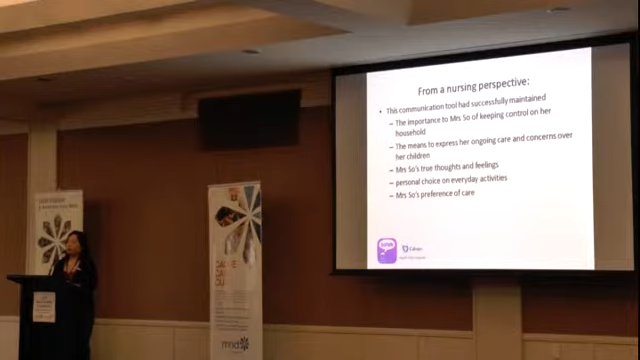 From a nursing perspective:
• This communication tool had successfully maintained
– The importance to Mrs So of keeping control on her
household
– The means to express her ongoing care and concerns over
her children
– Mrs So's true thoughts and feelings
– personal choice on everyday activities
– Mrs So's preference of care
Calvary
mnd